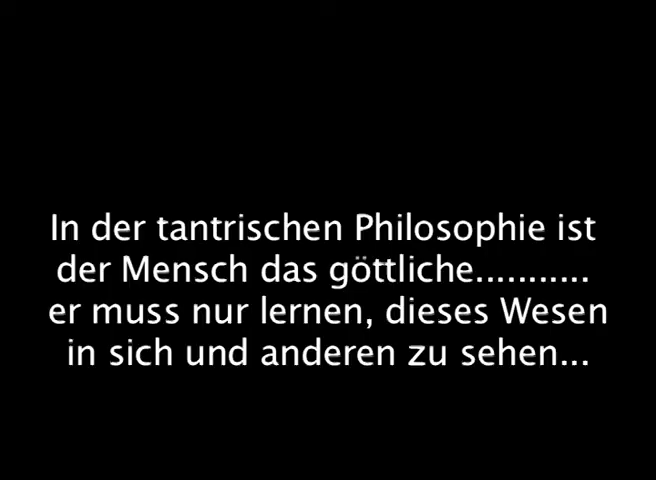 In der tantrischen Philosophie ist
der Mensch das göttliche...........
er muss nur lernen, dieses Wesen
in sich und anderen zu sehen...